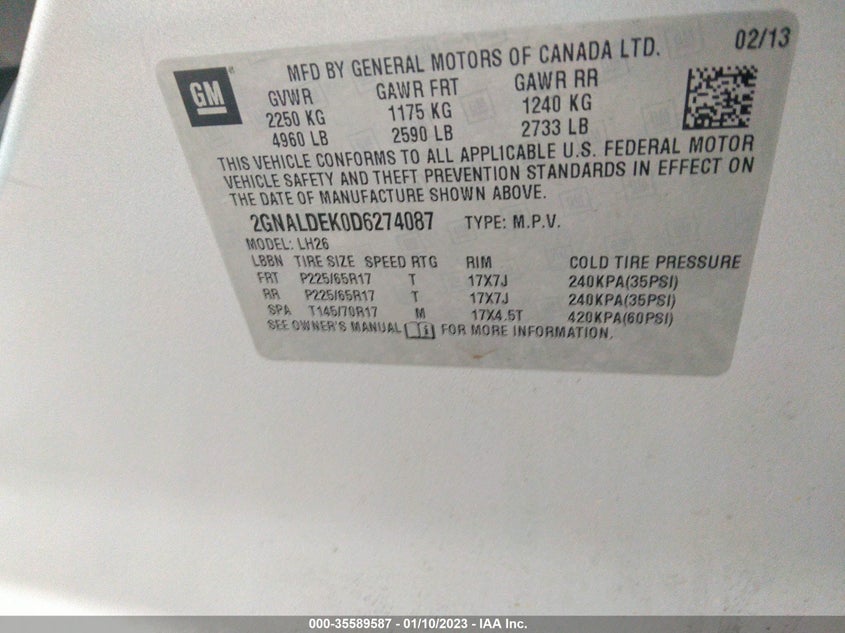 02/13
GM
MFD BY GENERAL MOTORS OF CANADA LTD.
GVWR GAWR FRT GAWR RR
2250 KG 1175 KG 1240 KG
4960 LB 2590 LB 2733 LB
THIS VEHICLE CONFORMS TO ALL APPLICABLE U.S. FEDERAL MOTOR
VEHICLE SAFETY AND THEFT PREVENTION STANDARDS IN EFFECT ON
THE DATE OF MANUFACTURE SHOWN ABOVE.
2GNALDEK0D6274087 TYPE: M.P.V.
MODEL: LH26
LBBN TIRE SIZE SPEED RTG RIM COLD TIRE PRESSURE
FRT P225/65R17 T 17X7J 240KPA(35PSI)
RR P225/65R17 T 17X7J 240KPA(35PSI)
SPA T145/70R17 M 17X4.5T 420KPA(60PSI)
SEE OWNER'S MANUAL FOR MORE INFORMATION.
000-35589587 - 01/10/2023 - IAA Inc.